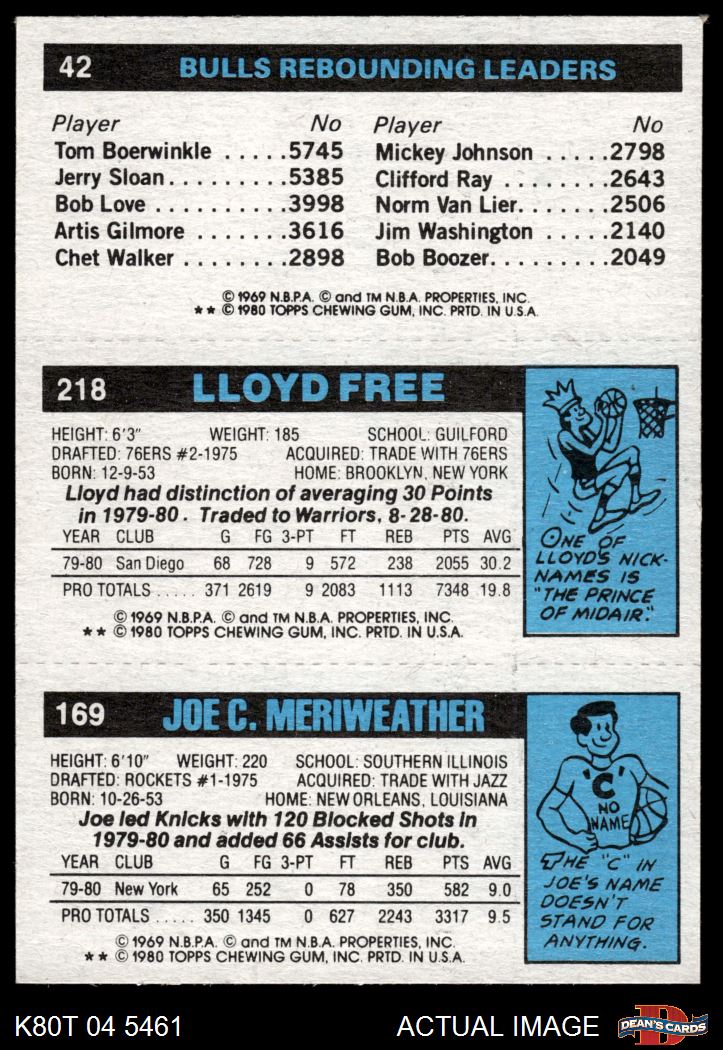 42 BULLS REBOUNDING LEADERS
Player No Player No
Tom Boerwinkle . . . . .5745 Mickey Johnson . . . . .2798
Jerry Sloan. . . . . . . . .5385 Clifford Ray . . . . . . . .2643
Bob Love . . . . . . . . . .3998 Norm Van Lier. . . . . . .2506
Artis Gilmore . . . . . . .3616 Jim Washington . . . . .2140
Chet Walker . . . . . . . .2898 Bob Boozer. . . . . . . . .2049
© 1969 N.B.P.A. © and TM N.B.A. PROPERTIES, INC.
** © 1980 TOPPS CHEWING GUM, INC. PRTD. IN U.S.A.
218 LLOYD FREE
HEIGHT: 6'3" WEIGHT: 185 SCHOOL: GUILFORD
DRAFTED: 76ERS #2-1975 ACQUIRED: TRADE WITH 76ERS
BORN: 12-9-53 HOME: BROOKLYN, NEW YORK
Lloyd had distinction of averaging 30 Points
in 1979-80. Traded to Warriors, 8-28-80.
YEAR CLUB G FG 3-PT FT REB PTS AVG
79-80 San Diego 68 728 9 572 238 2055 30.2
PRO TOTALS . . . . . 371 2619 9 2083 1113 7348 19.8
© 1969 N.B.P.A. © and TM N.B.A. PROPERTIES, INC.
** © 1980 TOPPS CHEWING GUM, INC. PRTD. IN U.S.A.
ONE OF
LLOYD'S NICK-
NAMES IS
"THE PRINCE
OF MIDAIR."
169 JOE C. MERIWEATHER
HEIGHT: 6'10" WEIGHT: 220 SCHOOL: SOUTHERN ILLINOIS
DRAFTED: ROCKETS #1-1975 ACQUIRED: TRADE WITH JAZZ
BORN: 10-26-53 HOME: NEW ORLEANS, LOUISIANA
Joe led Knicks with 120 Blocked Shots in
1979-80 and added 66 Assists for club.
YEAR CLUB G FG 3-PT FT REB PTS AVG
79-80 New York 65 252 0 78 350 582 9.0
PRO TOTALS . . . . . 350 1345 0 627 2243 3317 9.5
© 1969 N.B.P.A. © and TM N.B.A. PROPERTIES, INC.
** © 1980 TOPPS CHEWING GUM, INC. PRTD. IN U.S.A.
"C"
NO
NAME
THE "C" IN
JOE'S NAME
DOESN'T
STAND FOR
ANYTHING.
K80T 04 5461 ACTUAL IMAGE D DEAN'S CARDS